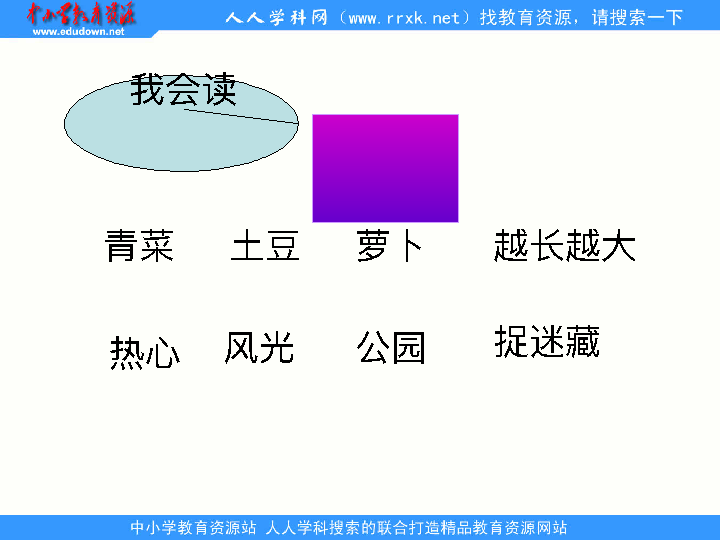 中小学教育资源
www.edudown.net
人人学科网（www.rrxk.net）找教育资源，请搜索一下
我会读
青菜 土豆 萝卜 越长越大
热心 风光 公园 捉迷藏
中小学教育资源站 人人学科搜索的联合打造精品教育资源网站